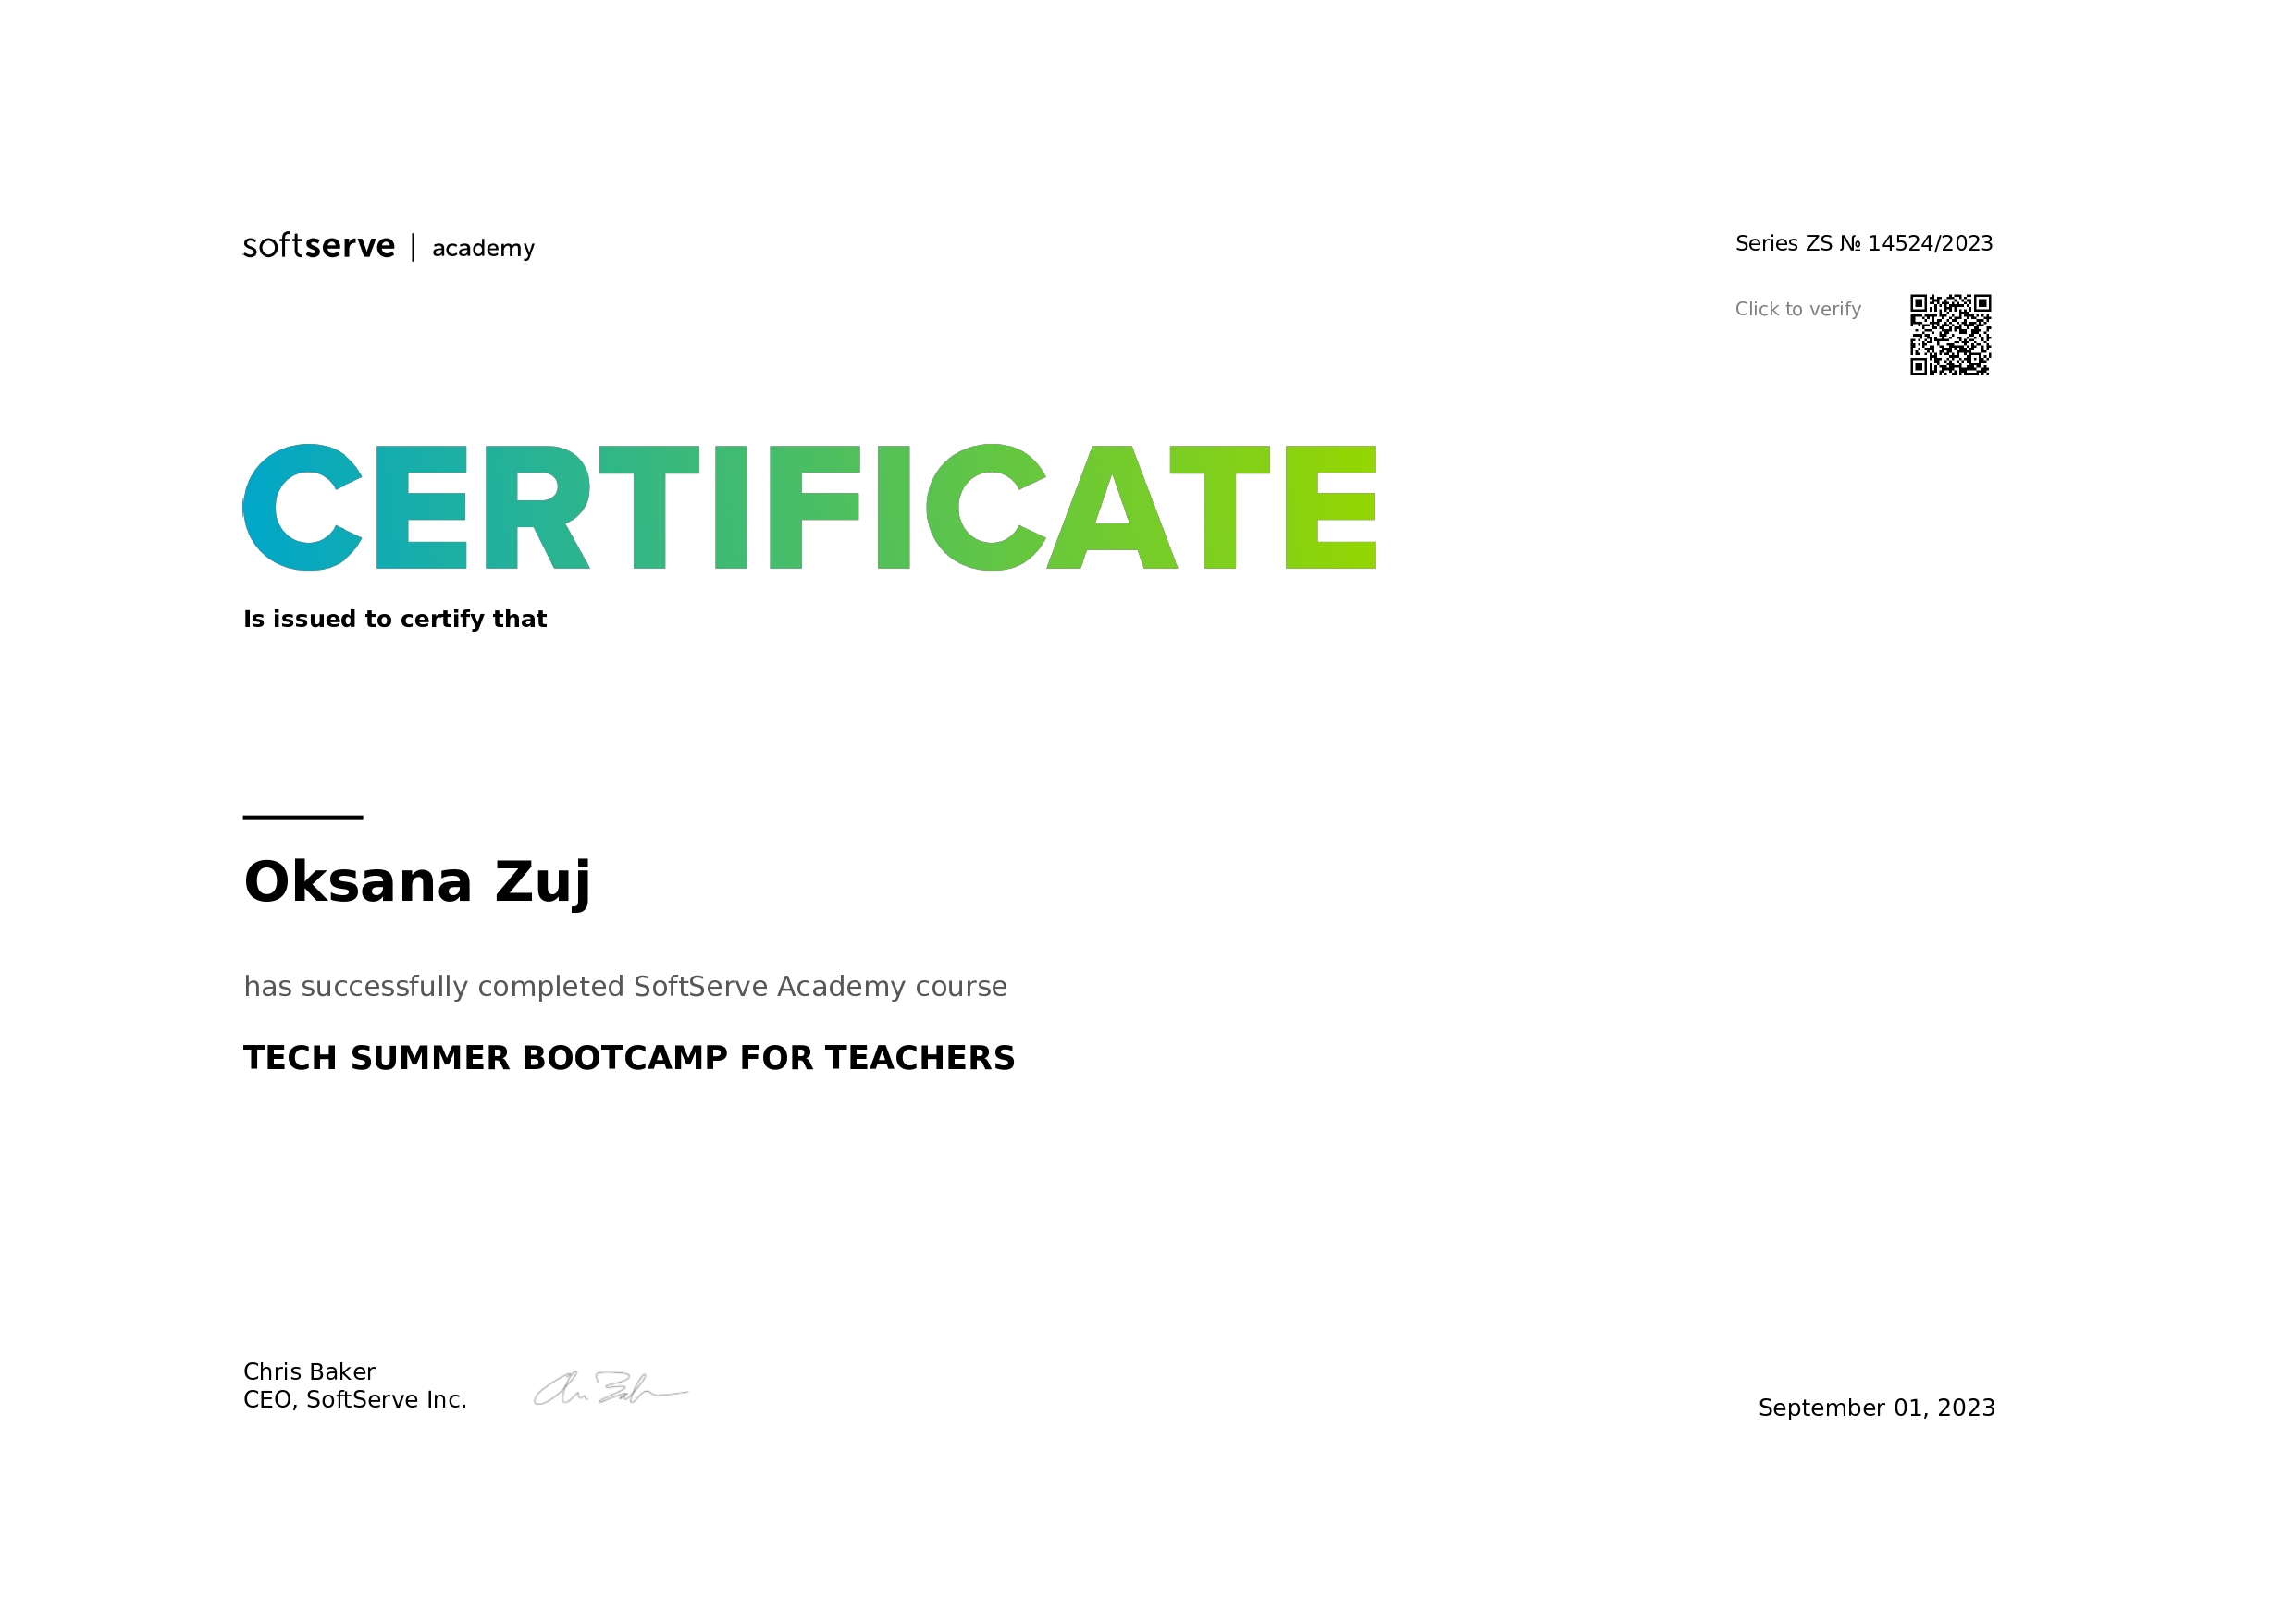 softserve | academy
Series ZS № 14524/2023
Click to verify
CERTIFICATE
Is issued to certify that
Oksana Zuj
has successfully completed SoftServe Academy course
TECH SUMMER BOOTCAMP FOR TEACHERS
Chris Baker
CEO, SoftServe Inc.
September 01, 2023